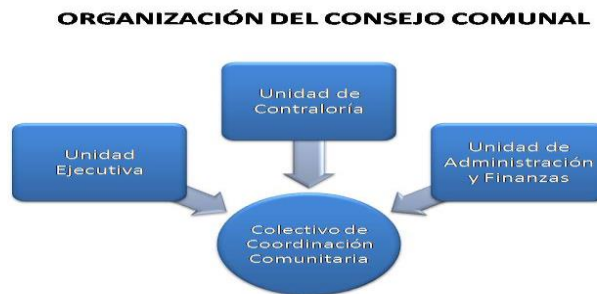 ORGANIZACIÓN DEL CONSEJO COMUNAL
Unidad de
Contraloría
Unidad
Ejecutiva
Unidad de
Administración
y Finanzas
Colectivo de
Coordinación
Comunitaria